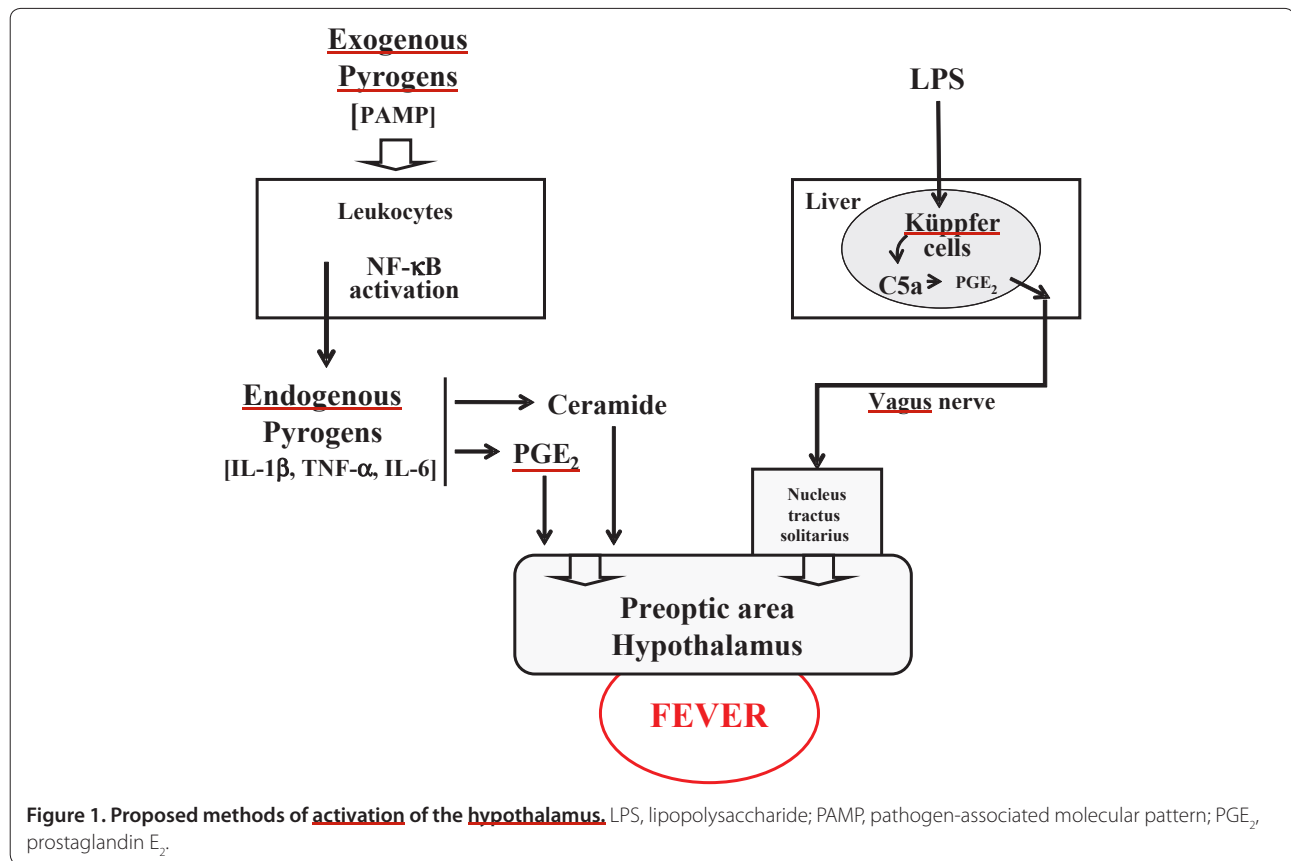 Exogenous
Pyrogens
[PAMP]
Leukocytes
NF-κB
activation
Endogenous
Pyrogens
[IL-1β, TNF-α, IL-6]
Ceramide
PGE₂
LPS
Liver
Küppfer
cells
C5a
PGE₂
Vagus nerve
Nucleus
tractus
solitarius
Preoptic area
Hypothalamus
FEVER
Figure 1. Proposed methods of activation of the hypothalamus. LPS, lipopolysaccharide; PAMP, pathogen-associated molecular pattern; PGE₂,
prostaglandin E₂.